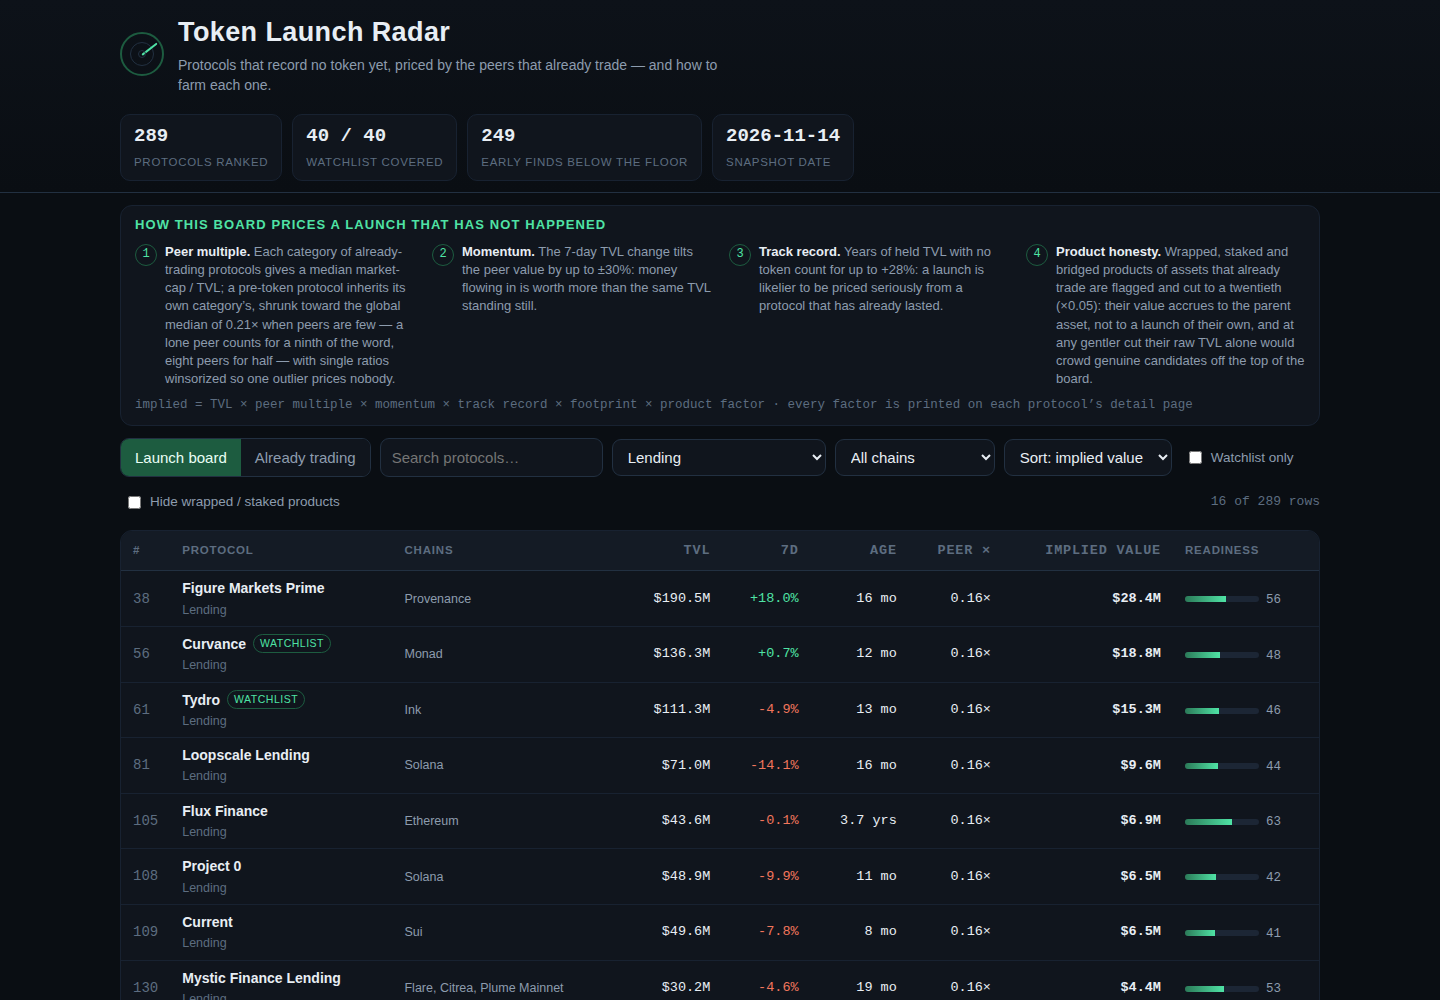 Token Launch Radar
Protocols that record no token yet, priced by the peers that already trade — and how to
farm each one.
289
PROTOCOLS RANKED
40 / 40
WATCHLIST COVERED
249
EARLY FINDS BELOW THE FLOOR
2026-11-14
SNAPSHOT DATE
HOW THIS BOARD PRICES A LAUNCH THAT HAS NOT HAPPENED
1
Peer multiple. Each category of already-
trading protocols gives a median market-
cap / TVL; a pre-token protocol inherits its
own category's, shrunk toward the global
median of 0.21× when peers are few — a
lone peer counts for a ninth of the word,
eight peers for half — with single ratios
winsorized so one outlier prices nobody.
2
Momentum. The 7-day TVL change tilts
the peer value by up to ±30%: money
flowing in is worth more than the same TVL
standing still.
3
Track record. Years of held TVL with no
token count for up to +28%: a launch is
likelier to be priced seriously from a
protocol that has already lasted.
4
Product honesty. Wrapped, staked and
bridged products of assets that already
trade are flagged and cut to a twentieth
(×0.05): their value accrues to the parent
asset, not to a launch of their own, and at
any gentler cut their raw TVL alone would
crowd genuine candidates off the top of the
board.
implied = TVL × peer multiple × momentum × track record × footprint × product factor · every factor is printed on each protocol's detail page
Launch board Already trading Search protocols… Lending All chains Sort: implied value Watchlist only
Hide wrapped / staked products 16 of 289 rows
# PROTOCOL CHAINS TVL 7D AGE PEER × IMPLIED VALUE READINESS
38 Figure Markets Prime Provenance $190.5M +18.0% 16 mo 0.16× $28.4M 56
Lending
56 Curvance WATCHLIST Monad $136.3M +0.7% 12 mo 0.16× $18.8M 48
Lending
61 Tydro WATCHLIST Ink $111.3M -4.9% 13 mo 0.16× $15.3M 46
Lending
81 Loopscale Lending Solana $71.0M -14.1% 16 mo 0.16× $9.6M 44
Lending
105 Flux Finance Ethereum $43.6M -0.1% 3.7 yrs 0.16× $6.9M 63
Lending
108 Project 0 Solana $48.9M -9.9% 11 mo 0.16× $6.5M 42
Lending
109 Current Sui $49.6M -7.8% 8 mo 0.16× $6.5M 41
Lending
130 Mystic Finance Lending Flare, Citrea, Plume Mainnet $30.2M -4.6% 19 mo 0.16× $4.4M 53
Lending